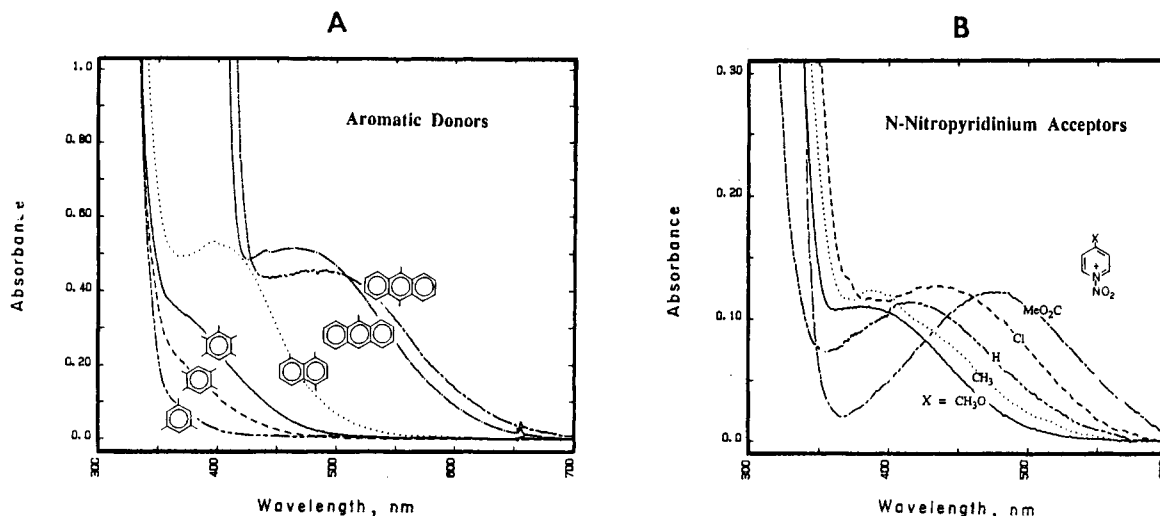 A
B
Aromatic Donors
N-Nitropyridinium Acceptors
Absorbance
1.0
0.80
0.60
0.40
0.20
0.0
300
400
500
600
700
Wavelength, nm
Absorbance
0.30
0.20
0.10
0.0
300
400
500
Wavelength, nm
X
N
+
NO2
MeO2C
Cl
H
CH3
X = CH3O